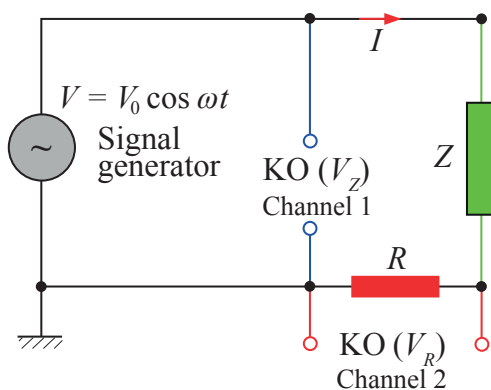 I
V = V₀ cos ωt
~
Signal
generator
KO (V_Z)
Channel 1
Z
R
KO (V_R)
Channel 2